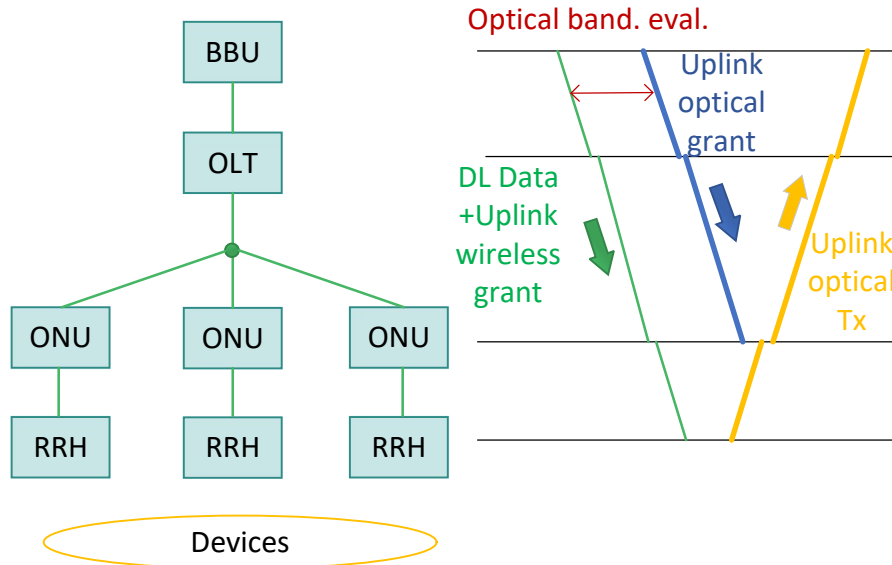 Optical band. eval.
BBU
Uplink
optical
grant
OLT
DL Data
+Uplink
wireless
grant
Uplink
optical
Tx
ONU
ONU
ONU
RRH
RRH
RRH
Devices